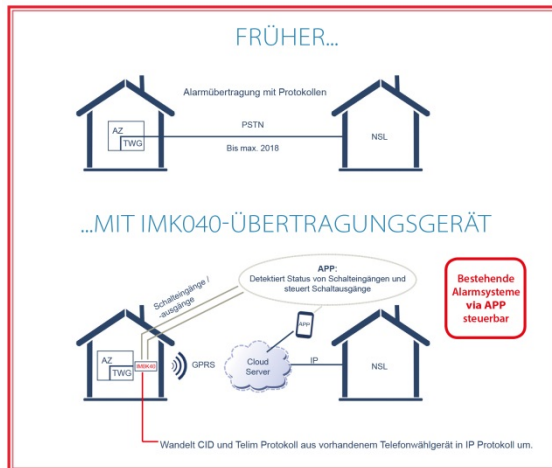 FRÜHER...
Alarmübertragung mit Protokollen
PSTN
Bis max. 2018
AZ
TWG
NSL
...MIT IMK040-ÜBERTRAGUNGSGERÄT
APP:
Detektiert Status von Schalteingängen und
steuert Schaltausgänge
Bestehende
Alarmsysteme
via APP
steuerbar
Schalteingänge /
-ausgänge
APP
AZ
TWG
GPRS
Cloud
Server
IP
NSL
Wandelt CID und Telim Protokoll aus vorhandenem Telefonwählgerät in IP Protokoll um.